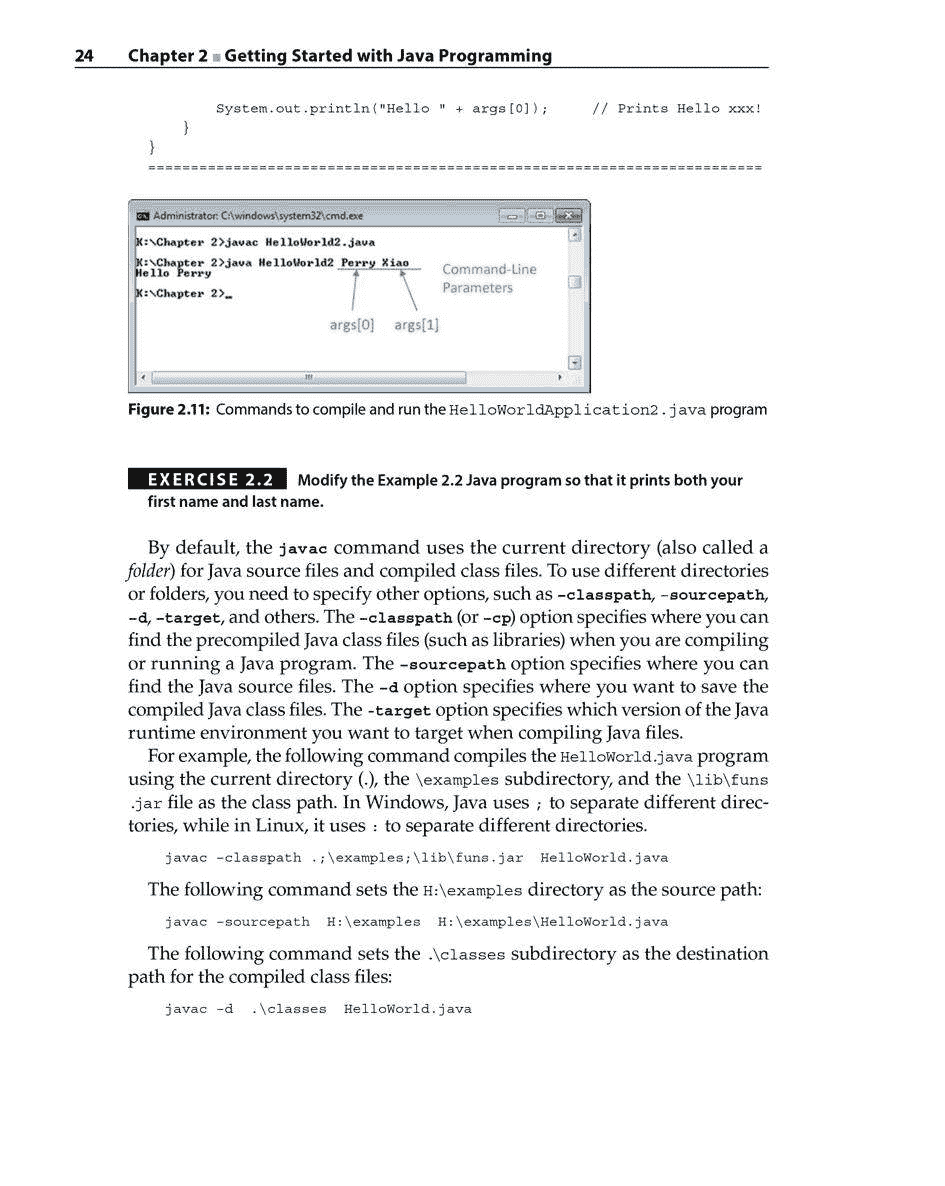 24 Chapter 2 ■ Getting Started with Java Programming
System.out.println("Hello " + args[0]); // Prints Hello xxx!
}
}
========================================================================
Administrator: C:\windows\system32\cmd.exe
K:\Chapter 2>javac HelloWorld2.java
K:\Chapter 2>java HelloWorld2 Perry Xiao
Hello Perry
Command-Line
Parameters
K:\Chapter 2>_
args[0] args[1]
Figure 2.11: Commands to compile and run the HelloWorldApplication2.java program
EXERCISE 2.2 Modify the Example 2.2 Java program so that it prints both your
first name and last name.
By default, the javac command uses the current directory (also called a
folder) for Java source files and compiled class files. To use different directories
or folders, you need to specify other options, such as –classpath, –sourcepath,
–d, –target, and others. The –classpath (or –cp) option specifies where you can
find the precompiled Java class files (such as libraries) when you are compiling
or running a Java program. The –sourcepath option specifies where you can
find the Java source files. The –d option specifies where you want to save the
compiled Java class files. The -target option specifies which version of the Java
runtime environment you want to target when compiling Java files.
For example, the following command compiles the HelloWorld.java program
using the current directory (.), the \examples subdirectory, and the \lib\funs
.jar file as the class path. In Windows, Java uses ; to separate different direc-
tories, while in Linux, it uses : to separate different directories.
javac –classpath .;\examples;\lib\funs.jar HelloWorld.java
The following command sets the H:\examples directory as the source path:
javac –sourcepath H:\examples H:\examples\HelloWorld.java
The following command sets the .\classes subdirectory as the destination
path for the compiled class files:
javac –d .\classes HelloWorld.java